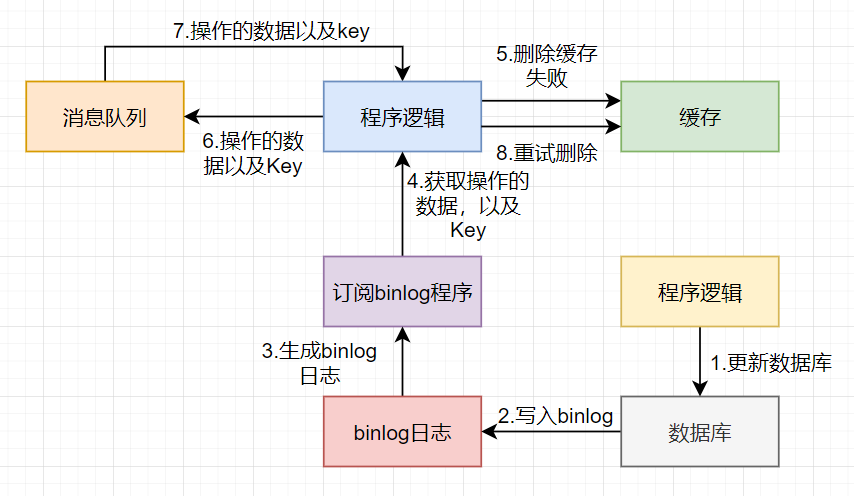 7.操作的数据以及key
5.删除缓存
失败
消息队列
程序逻辑
缓存
6.操作的数
据以及Key
8.重试删除
4.获取操作的
数据，以及
Key
订阅binlog程序
程序逻辑
3.生成binlog
日志
1.更新数据库
binlog日志
2.写入binlog
数据库